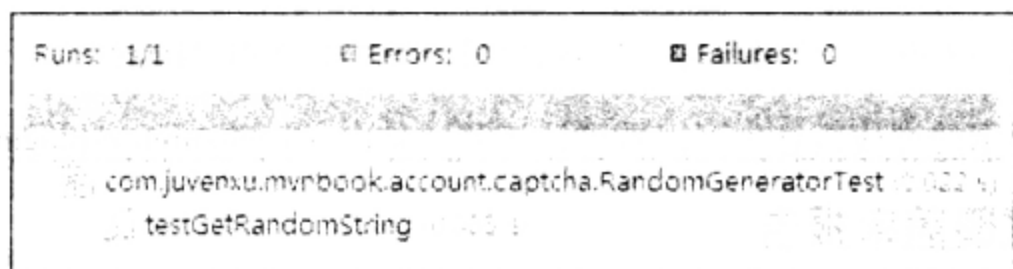 Runs: 1/1 Errors: 0 Failures: 0
com.juvenxu.mvnbook.account.captcha.RandomGeneratorTest
testGetRandomString